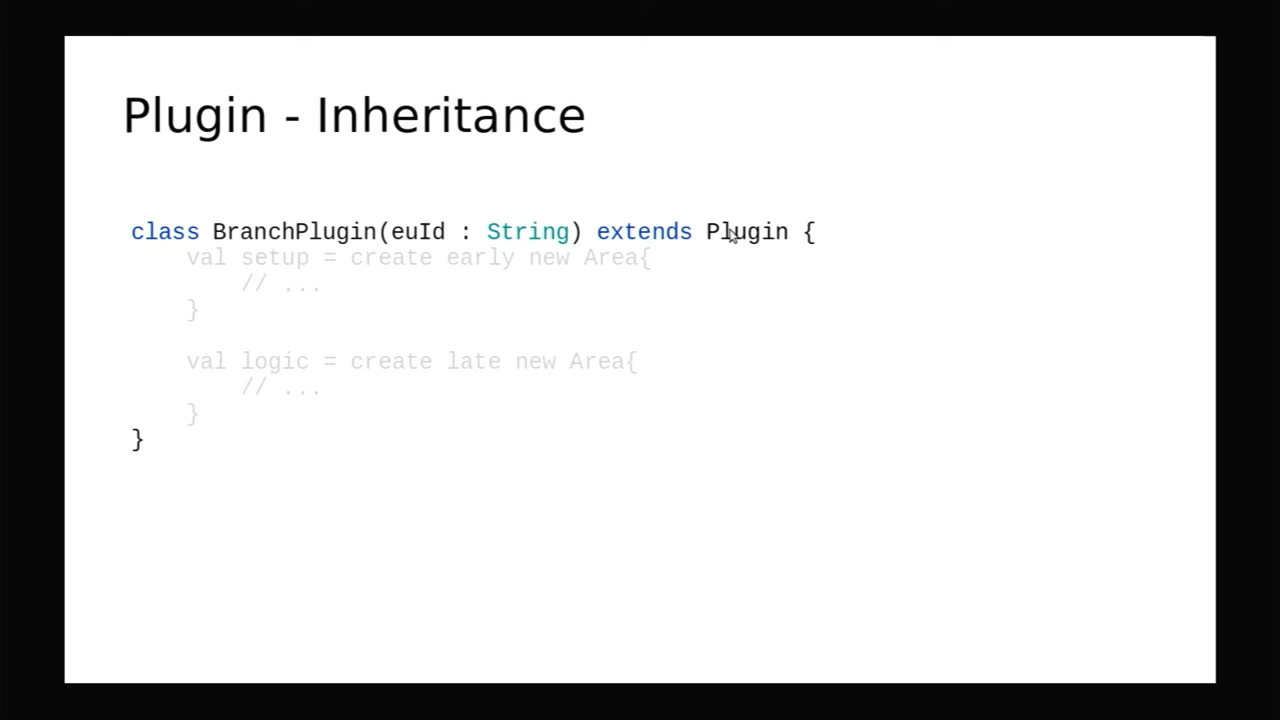 Plugin - Inheritance
class BranchPlugin(euId : String) extends Plugin {
val setup = create early new Area{
// ...
}
val logic = create late new Area{
// ...
}
}